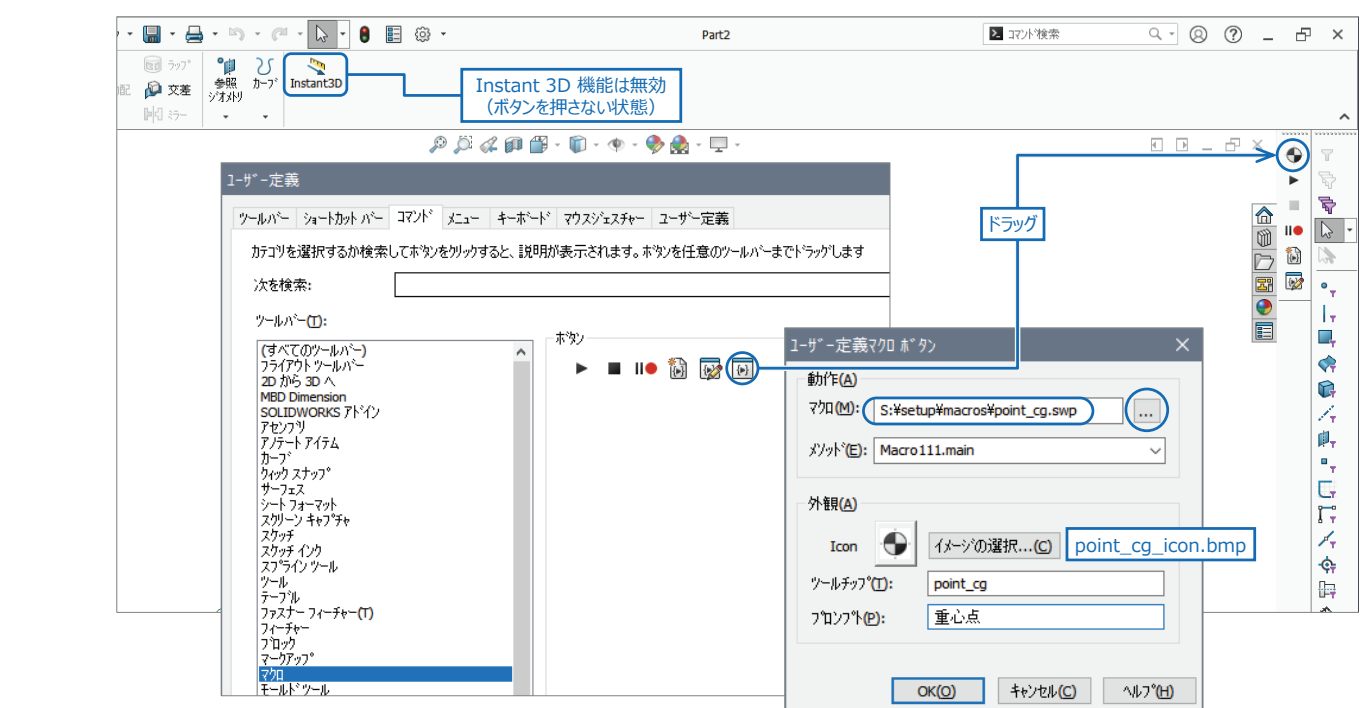 Part2
コマンド検索
ラップ
交差
ミラー
参照
ジオメトリ
カーブ
Instant3D
Instant 3D 機能は無効
（ボタンを押さない状態）
ユーザー定義
ツールバー ショートカット バー コマンド メニュー キーボード マウスジェスチャー ユーザー定義
カテゴリを選択するか検索してボタンをクリックすると、説明が表示されます。ボタンを任意のツールバーまでドラッグします
次を検索:
ツールバー(T):
(すべてのツールバー)
フライアウト ツールバー
2D から 3D へ
MBD Dimension
SOLIDWORKS アドイン
アセンブリ
アノテート アイテム
カーブ
クイック スナップ
サーフェス
シート フォーマット
スクリーン キャプチャ
スケッチ
スケッチ インク
スプライン ツール
ツール
テーブル
ファスナー フィーチャー(T)
フィーチャー
ブロック
マークアップ
マクロ
モールド ツール
ボタン
ドラッグ
ユーザー定義マクロ ボタン
動作(A)
マクロ(M): S:¥setup¥macros¥point_cg.swp ...
メソッド(E): Macro111.main
外観(A)
Icon イメージの選択...(C) point_cg_icon.bmp
ツールチップ(T): point_cg
プロンプト(P): 重心点
OK(O) キャンセル(C) ヘルプ(H)